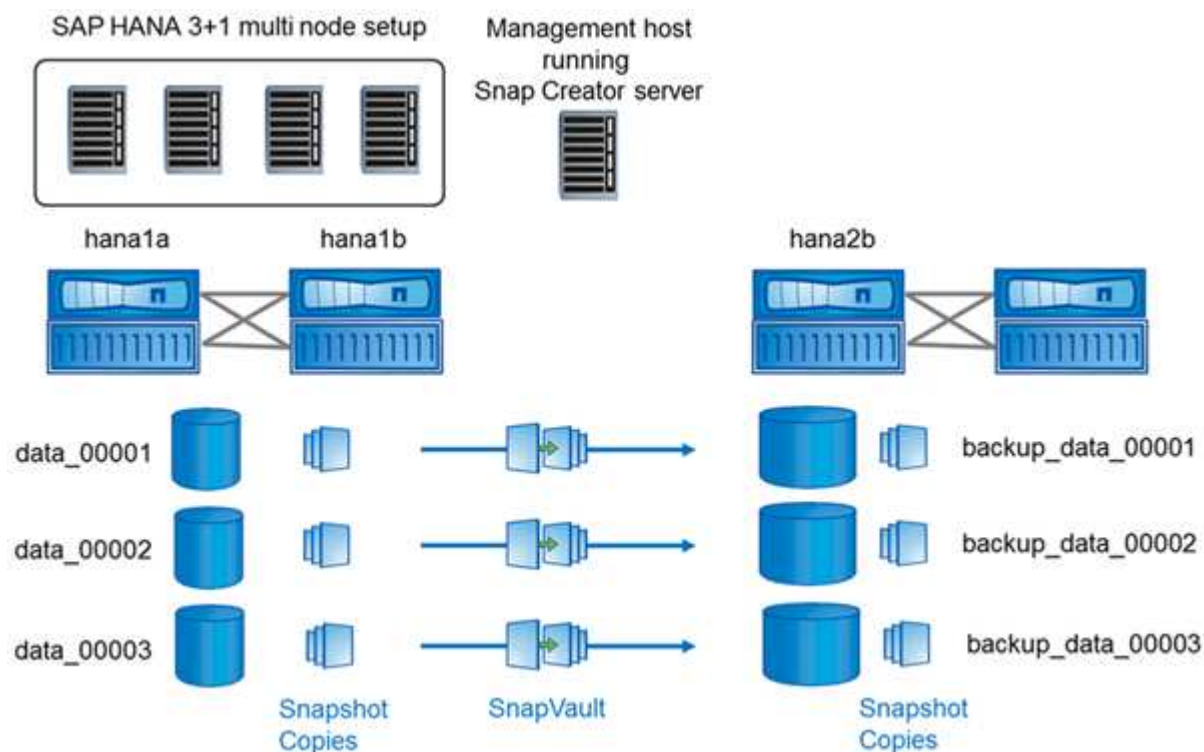 SAP HANA 3+1 multi node setup
Management host
running
Snap Creator server
hana1a
hana1b
hana2b
data_00001
backup_data_00001
data_00002
backup_data_00002
data_00003
backup_data_00003
Snapshot
Copies
SnapVault
Snapshot
Copies